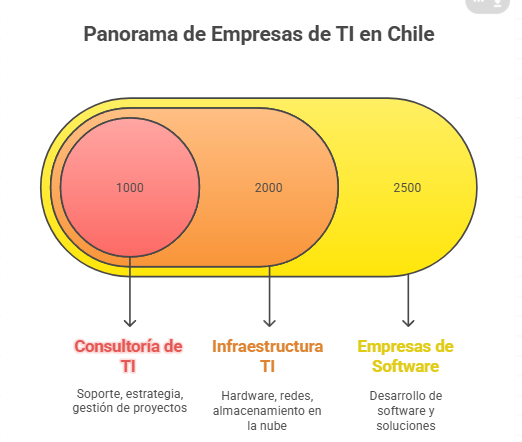 Panorama de Empresas de TI en Chile
1000
2000
2500
Consultoría de
TI
Soporte, estrategia,
gestión de proyectos
Infraestructura
TI
Hardware, redes,
almacenamiento en
la nube
Empresas de
Software
Desarrollo de
software y
soluciones